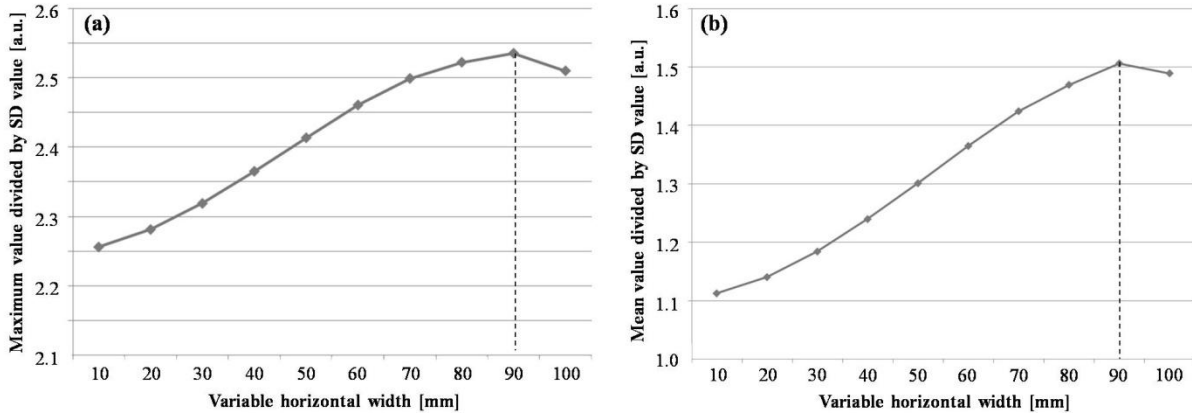 (a)
Maximum value divided by SD value [a.u.]
2.6
2.5
2.4
2.3
2.2
2.1
10 20 30 40 50 60 70 80 90 100
Variable horizontal width [mm]
(b)
Mean value divided by SD value [a.u.]
1.6
1.5
1.4
1.3
1.2
1.1
1.0
10 20 30 40 50 60 70 80 90 100
Variable horizontal width [mm]